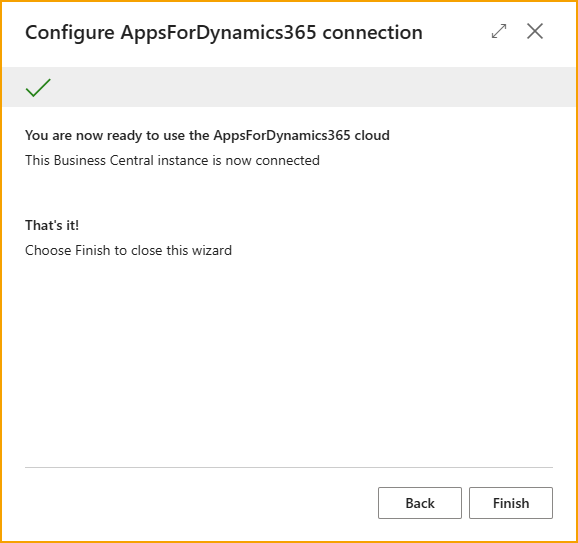 Configure AppsForDynamics365 connection
You are now ready to use the AppsForDynamics365 cloud
This Business Central instance is now connected
That's it!
Choose Finish to close this wizard
Back
Finish